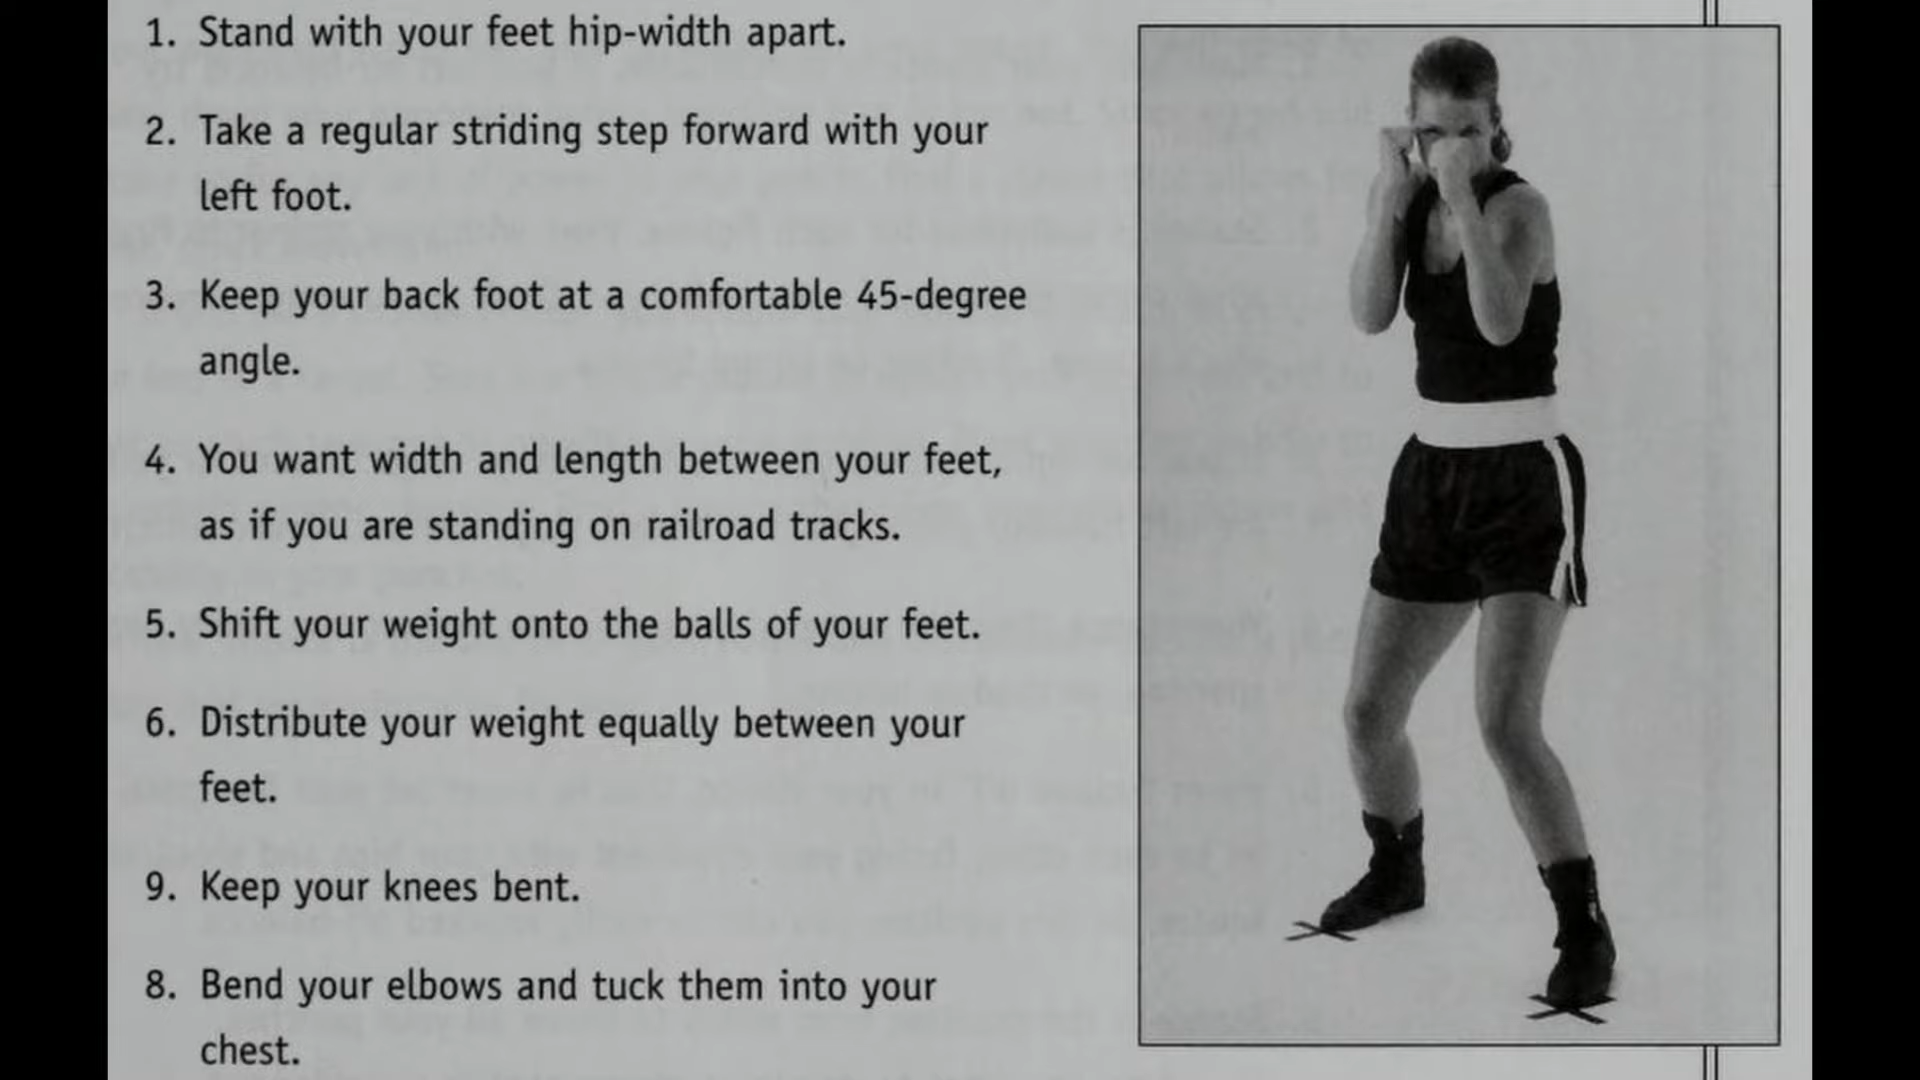 1. Stand with your feet hip-width apart.
2. Take a regular striding step forward with your
left foot.
3. Keep your back foot at a comfortable 45-degree
angle.
4. You want width and length between your feet,
as if you are standing on railroad tracks.
5. Shift your weight onto the balls of your feet.
6. Distribute your weight equally between your
feet.
9. Keep your knees bent.
8. Bend your elbows and tuck them into your
chest.